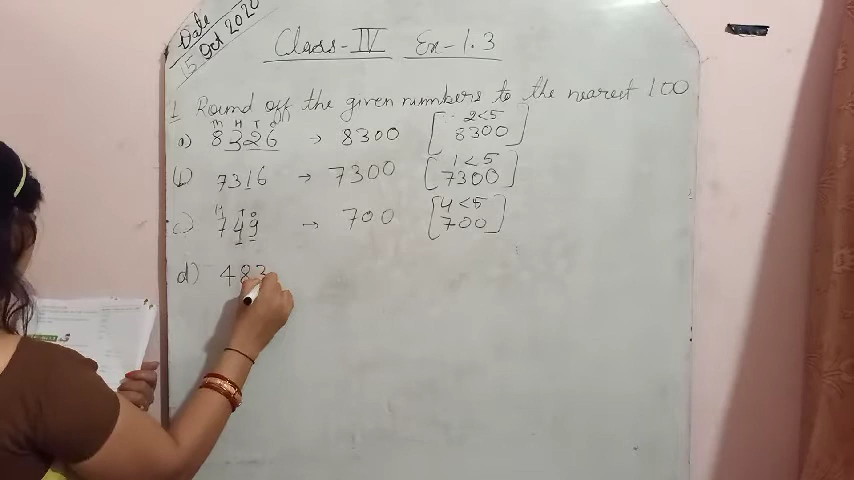 Date
15 Oct 2020
Class-IV Ex-1.3
1 Round off the given numbers to the nearest 100
Th H T O
a) 8326 → 8300 [2<5 8300]
b) 7316 → 7300 [1<5 7300]
H T O
c) 749 → 700 [4<5 700]
d) 483